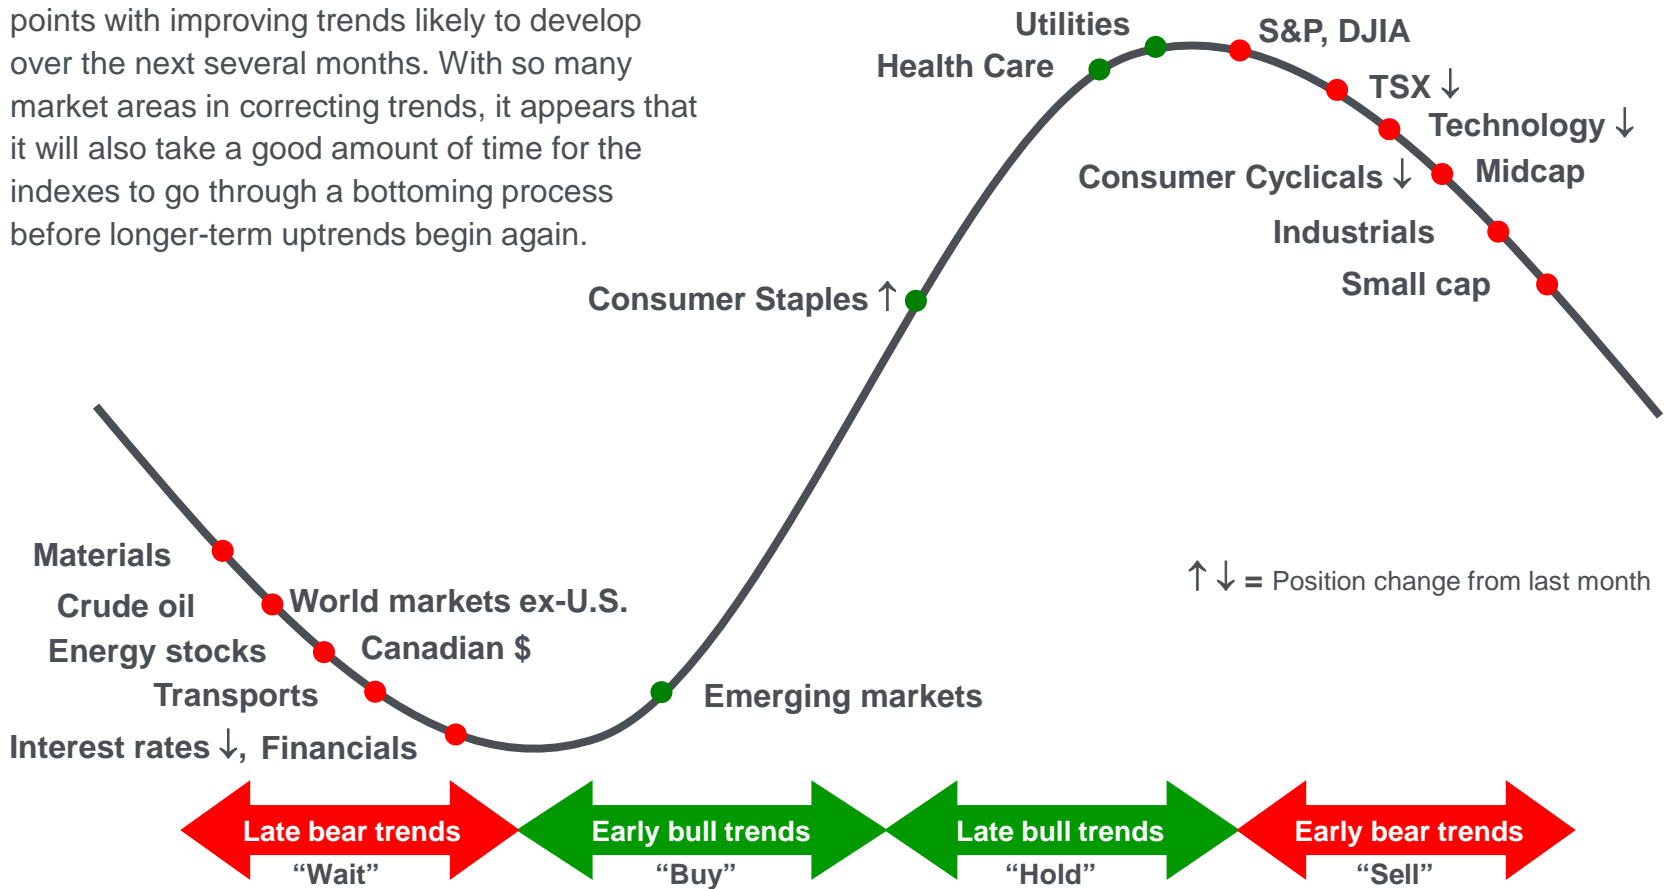 points with improving trends likely to develop
over the next several months. With so many
market areas in correcting trends, it appears that
it will also take a good amount of time for the
indexes to go through a bottoming process
before longer-term uptrends begin again.
Utilities
S&P, DJIA
Health Care
TSX ↓
Technology ↓
Consumer Cyclicals ↓
Midcap
Industrials
Small cap
Consumer Staples ↑
Materials
Crude oil
World markets ex-U.S.
Energy stocks
Canadian $
Transports
Emerging markets
Interest rates ↓, Financials
↑ ↓ = Position change from last month
Late bear trends
Early bull trends
Late bull trends
Early bear trends
“Wait”
“Buy”
“Hold”
“Sell”